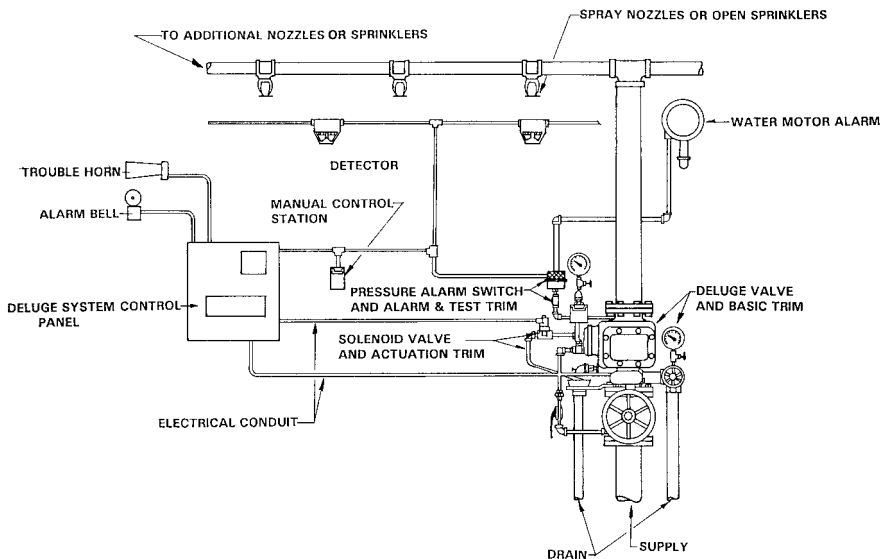 SPRAY NOZZLES OR OPEN SPRINKLERS
TO ADDITIONAL NOZZLES OR SPRINKLERS
WATER MOTOR ALARM
DETECTOR
TROUBLE HORN
MANUAL CONTROL
STATION
ALARM BELL
PRESSURE ALARM SWITCH
AND ALARM & TEST TRIM
DELUGE VALVE
AND BASIC TRIM
DELUGE SYSTEM CONTROL
PANEL
SOLENOID VALVE
AND ACTUATION TRIM
ELECTRICAL CONDUIT
DRAIN
SUPPLY